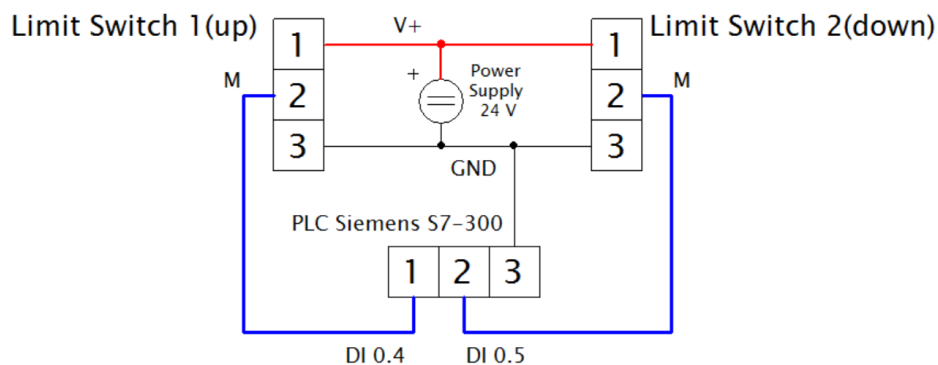 Limit Switch 1(up)
V+
Limit Switch 2(down)
1
1
+
Power
Supply
24 V
M
2
2
M
3
3
GND
PLC Siemens S7-300
1 2 3
DI 0.4
DI 0.5